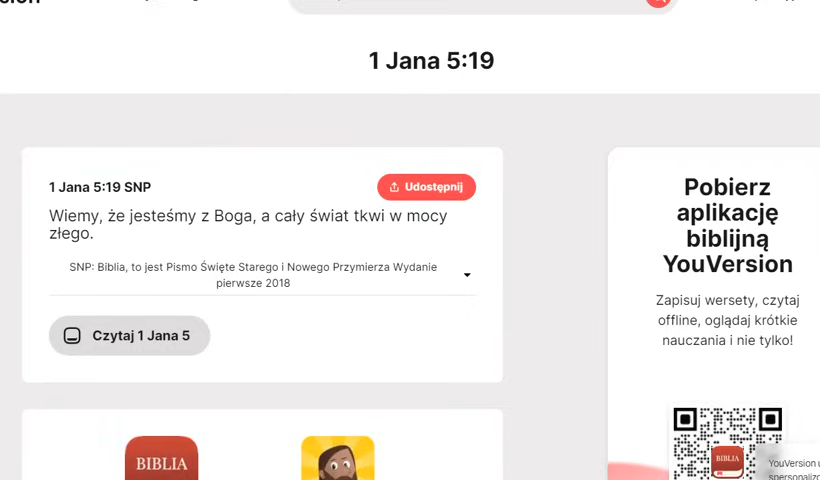 1 Jana 5:19
1 Jana 5:19 SNP
Udostępnij
Wiemy, że jesteśmy z Boga, a cały świat tkwi w mocy
złego.
SNP: Biblia, to jest Pismo Święte Starego i Nowego Przymierza Wydanie
pierwsze 2018
Czytaj 1 Jana 5
BIBLIA
Pobierz
aplikację
biblijną
YouVersion
Zapisuj wersety, czytaj
offline, oglądaj krótkie
nauczania i nie tylko!
BIBLIA
YouVersion